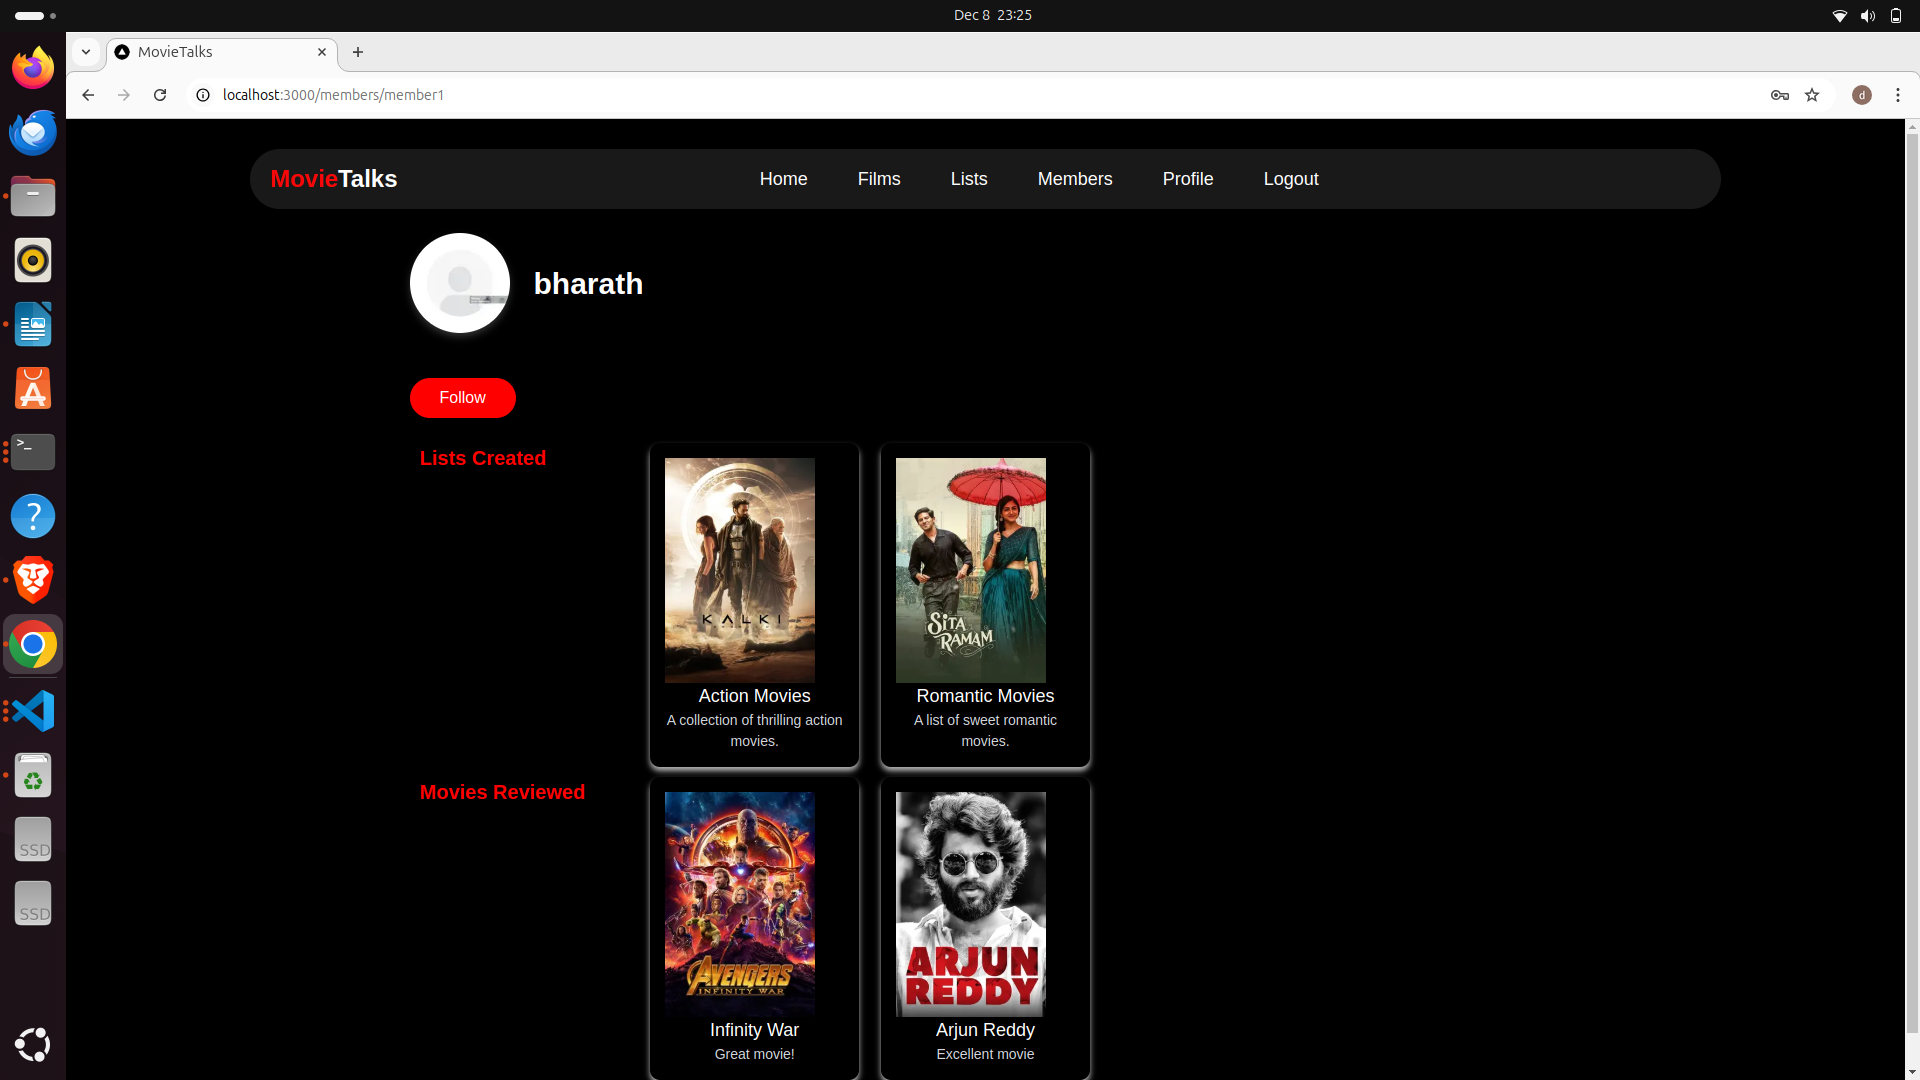 Dec 8 23:25
MovieTalks
localhost:3000/members/member1
d
MovieTalks
Home
Films
Lists
Members
Profile
Logout
bharath
Follow
Lists Created
KALKI
SiTA
RAMAM
Action Movies
A collection of thrilling action
movies.
Romantic Movies
A list of sweet romantic
movies.
Movies Reviewed
AVENGERS
INFINITY WAR
ARJUN
REDDY
Infinity War
Great movie!
Arjun Reddy
Excellent movie
>_
?
SSD
SSD